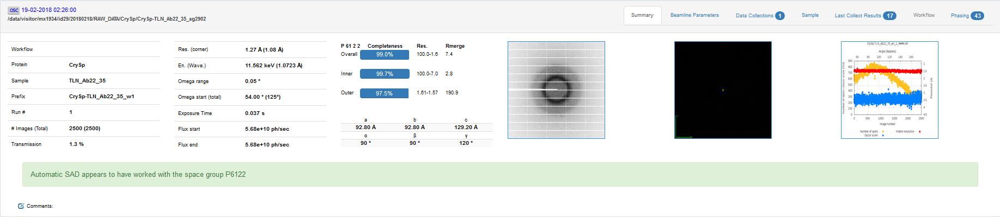 OSC 19-02-2018 02:26:00
/data/visitor/mx1934/id29/20180218/RAW_DATA/CrySp/CrySp-TLN_Ab22_35_ag2902
Summary Beamline Parameters Data Collections 1 Sample Last Collect Results 17 Workflow Phasing 43
Workflow
Protein CrySp
Sample TLN_Ab22_35
Prefix CrySp-TLN_Ab22_35_w1
Run # 1
# Images (Total) 2500 (2500)
Transmission 1.3 %
Res. (corner) 1.27 Å (1.08 Å)
En. (Wave.) 11.562 keV (1.0723 Å)
Omega range 0.05 °
Omega start (total) 54.00 ° (125°)
Exposure Time 0.037 s
Flux start 5.68e+10 ph/sec
Flux end 5.68e+10 ph/sec
P 61 2 2 Completeness Res. Rmerge
Overall 99.0% 100.0-1.6 7.4
Inner 99.7% 100.0-7.0 2.8
Outer 97.5% 1.61-1.57 190.9
a b c
92.80 A 92.80 A 129.20 A
α β γ
90 ° 90 ° 120 °
CrySp-TLN_Ab22_35_w1_1_####.cbf
Angle (degrees)
60 80 100 120 140 160
Number of spots / Dozor score (*10)
900
800
700
600
500
400
300
200
100
0
1
1.5
2
2.5
3
3.5
4
4.5
Resolution (A)
0 500 1000 1500 2000 2500
Image number
Number of spots Visible resolution
Dozor score
Automatic SAD appears to have worked with the space group P6122
Comments: